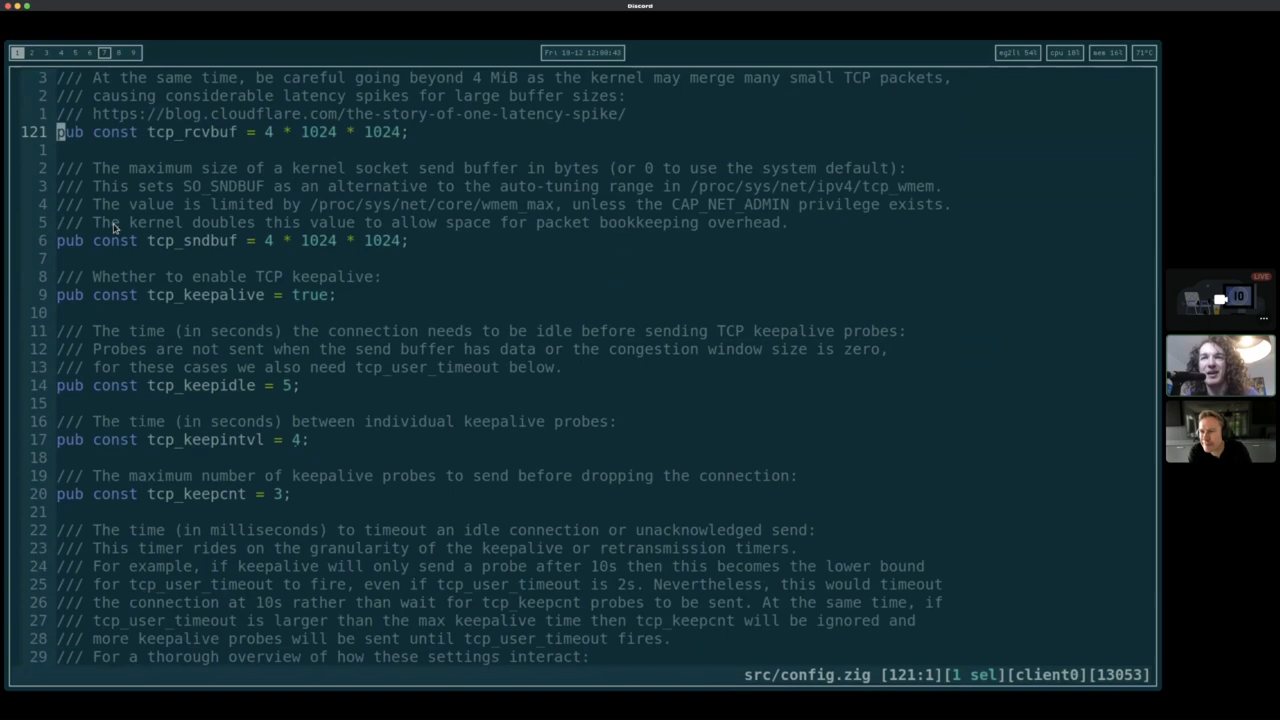 Discord
1 2 3 4 5 6 7 8 9
Fri 10-12 12:08:43
cpu 18%
mem 16%
71°C
3 /// At the same time, be careful going beyond 4 MiB as the kernel may merge many small TCP packets,
2 /// causing considerable latency spikes for large buffer sizes:
1 /// https://blog.cloudflare.com/the-story-of-one-latency-spike/
121 pub const tcp_rcvbuf = 4 * 1024 * 1024;
1
2 /// The maximum size of a kernel socket send buffer in bytes (or 0 to use the system default):
3 /// This sets SO_SNDBUF as an alternative to the auto-tuning range in /proc/sys/net/ipv4/tcp_wmem.
4 /// The value is limited by /proc/sys/net/core/wmem_max, unless the CAP_NET_ADMIN privilege exists.
5 /// The kernel doubles this value to allow space for packet bookkeeping overhead.
6 pub const tcp_sndbuf = 4 * 1024 * 1024;
7
8 /// Whether to enable TCP keepalive:
9 pub const tcp_keepalive = true;
10
11 /// The time (in seconds) the connection needs to be idle before sending TCP keepalive probes:
12 /// Probes are not sent when the send buffer has data or the congestion window size is zero,
13 /// for these cases we also need tcp_user_timeout below.
14 pub const tcp_keepidle = 5;
15
16 /// The time (in seconds) between individual keepalive probes:
17 pub const tcp_keepintvl = 4;
18
19 /// The maximum number of keepalive probes to send before dropping the connection:
20 pub const tcp_keepcnt = 3;
21
22 /// The time (in milliseconds) to timeout an idle connection or unacknowledged send:
23 /// This timer rides on the granularity of the keepalive or retransmission timers.
24 /// For example, if keepalive will only send a probe after 10s then this becomes the lower bound
25 /// for tcp_user_timeout to fire, even if tcp_user_timeout is 2s. Nevertheless, this would timeout
26 /// the connection at 10s rather than wait for tcp_keepcnt probes to be sent. At the same time, if
27 /// tcp_user_timeout is larger than the max keepalive time then tcp_keepcnt will be ignored and
28 /// more keepalive probes will be sent until tcp_user_timeout fires.
29 /// For a thorough overview of how these settings interact:
src/config.zig [121:1][1 sel][client0][13053]
LIVE